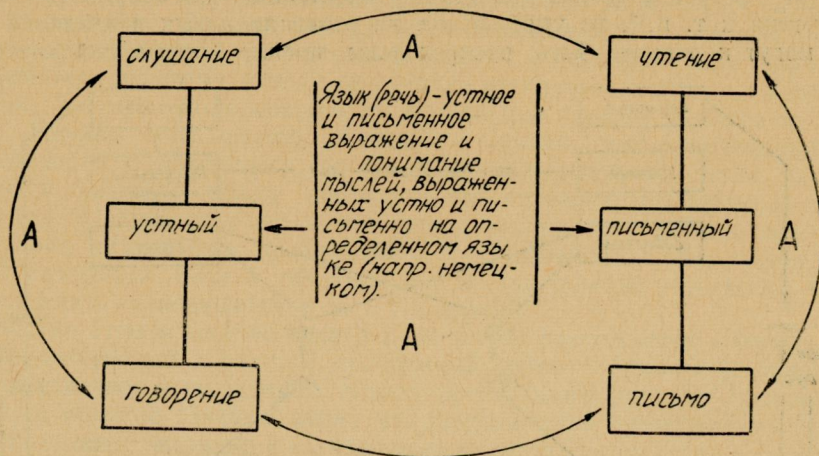 слушание
А
чтение
Язык (речь) - устное
и письменное
выражение и
понимание
мыслей, выражен-
ных устно и пи-
сьменно на оп-
ределенном язы
ке (напр. немец-
ком).
А
устный
письменный
А
А
говорение
письмо